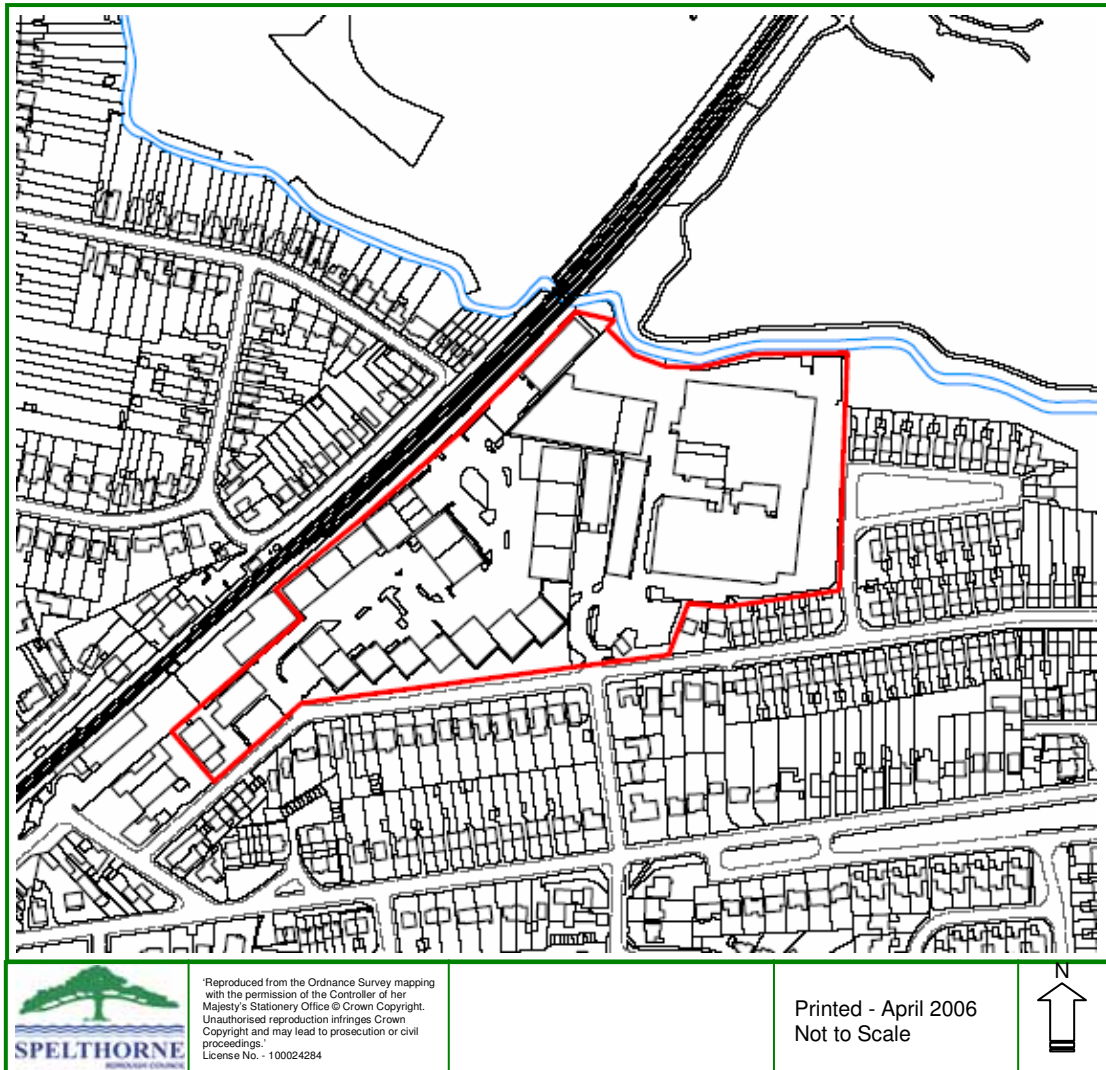 SPELTHORNE
BOROUGH COUNCIL
'Reproduced from the Ordnance Survey mapping
with the permission of the Controller of her
Majesty's Stationery Office © Crown Copyright.
Unauthorised reproduction infringes Crown
Copyright and may lead to prosecution or civil
proceedings.'
License No. - 100024284
Printed - April 2006
Not to Scale
N